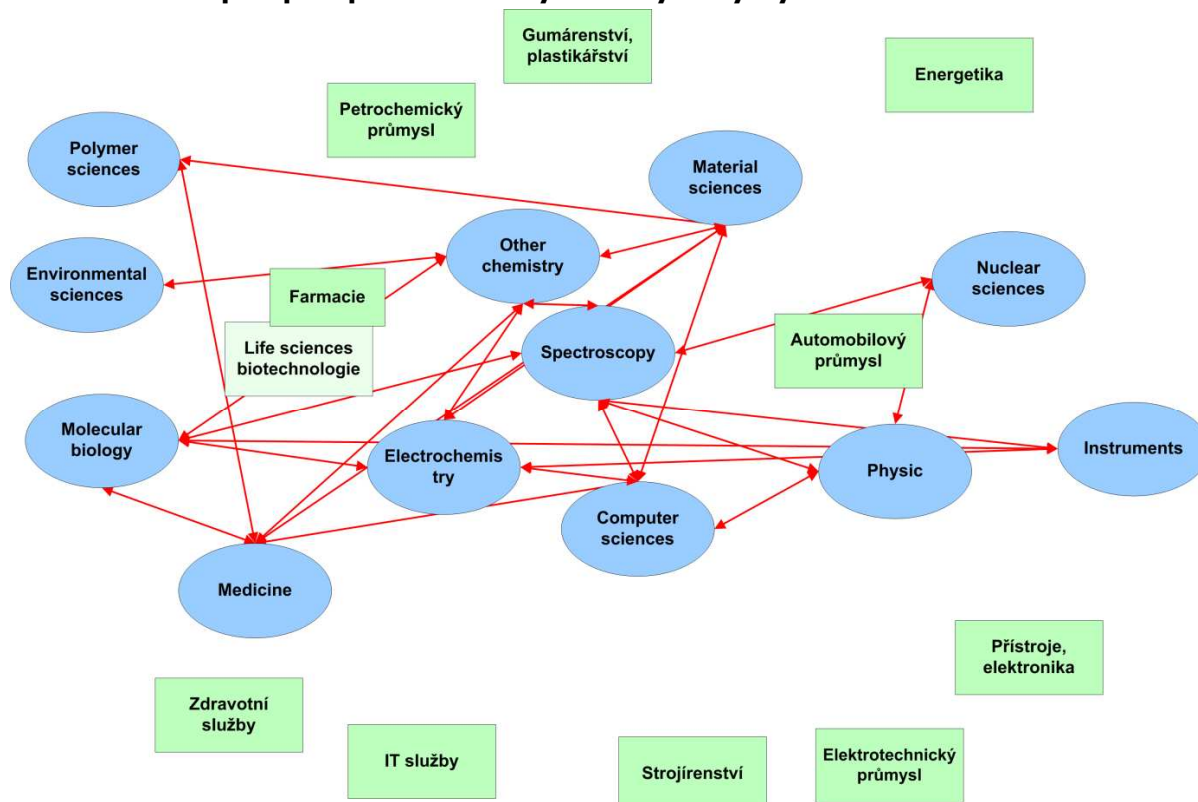 Gumárenství,
plastikářství
Energetika
Petrochemický
průmysl
Polymer
sciences
Material
sciences
Other
chemistry
Environmental
sciences
Nuclear
sciences
Farmacie
Life sciences
biotechnologie
Spectroscopy
Automobilový
průmysl
Molecular
biology
Electrochemis
try
Physic
Instruments
Computer
sciences
Medicine
Přístroje,
elektronika
Zdravotní
služby
IT služby
Strojírenství
Elektrotechnický
průmysl